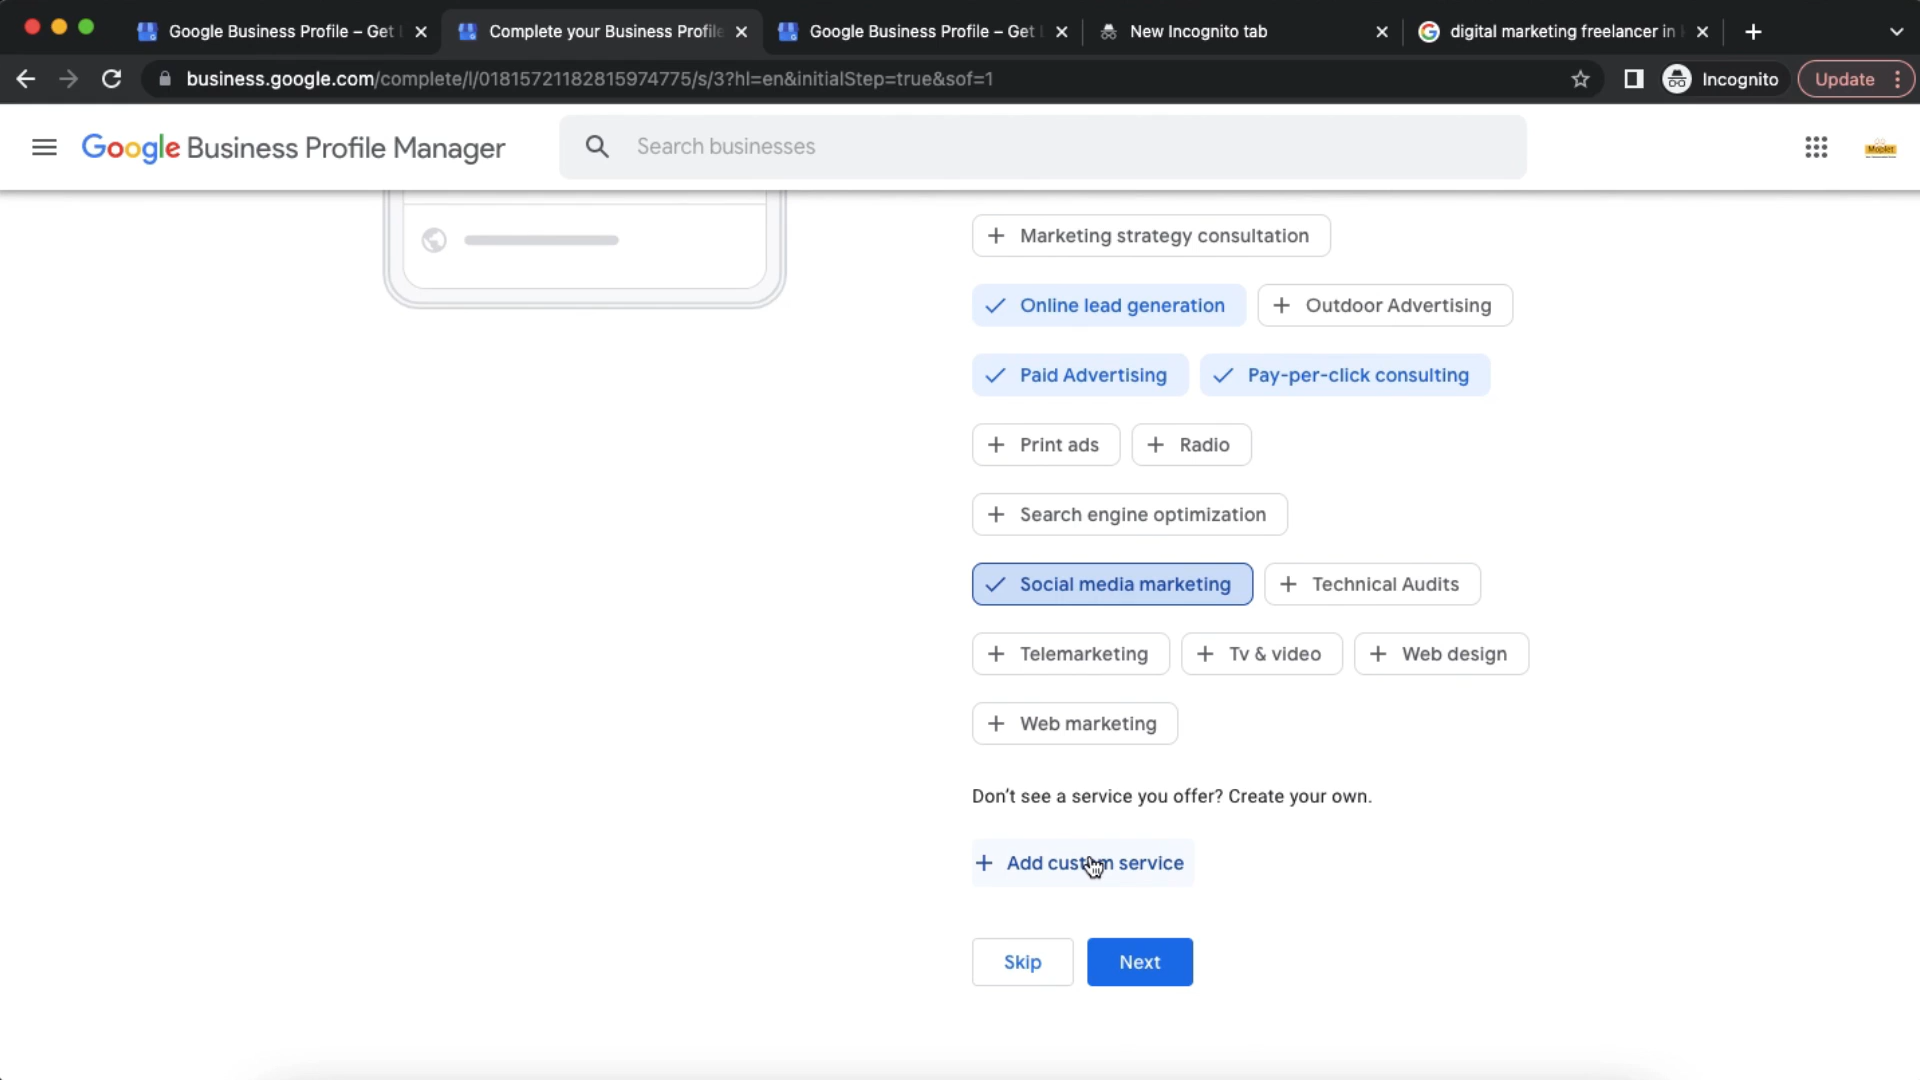 Google Business Profile – Get
Complete your Business Profile
Google Business Profile – Get
New Incognito tab
digital marketing freelancer in
business.google.com/complete/l/01815721182815974775/s/3?hl=en&initialStep=true&sof=1
Incognito
Update
Google Business Profile Manager
Search businesses
Moplet
Marketing strategy consultation
Online lead generation
Outdoor Advertising
Paid Advertising
Pay-per-click consulting
Print ads
Radio
Search engine optimization
Social media marketing
Technical Audits
Telemarketing
Tv & video
Web design
Web marketing
Don't see a service you offer? Create your own.
Add custom service
Skip
Next